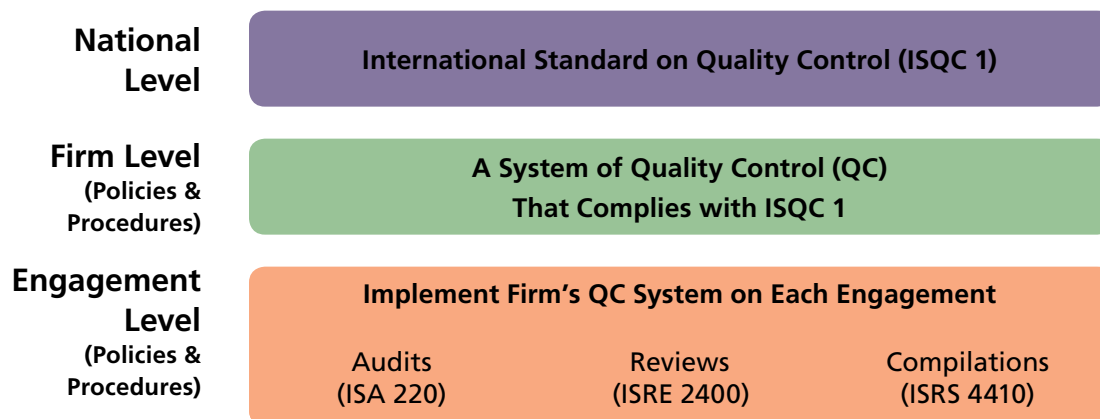 National
Level
International Standard on Quality Control (ISQC 1)
Firm Level
(Policies &
Procedures)
A System of Quality Control (QC)
That Complies with ISQC 1
Engagement
Level
(Policies &
Procedures)
Implement Firm's QC System on Each Engagement
Audits
(ISA 220)
Reviews
(ISRE 2400)
Compilations
(ISRS 4410)